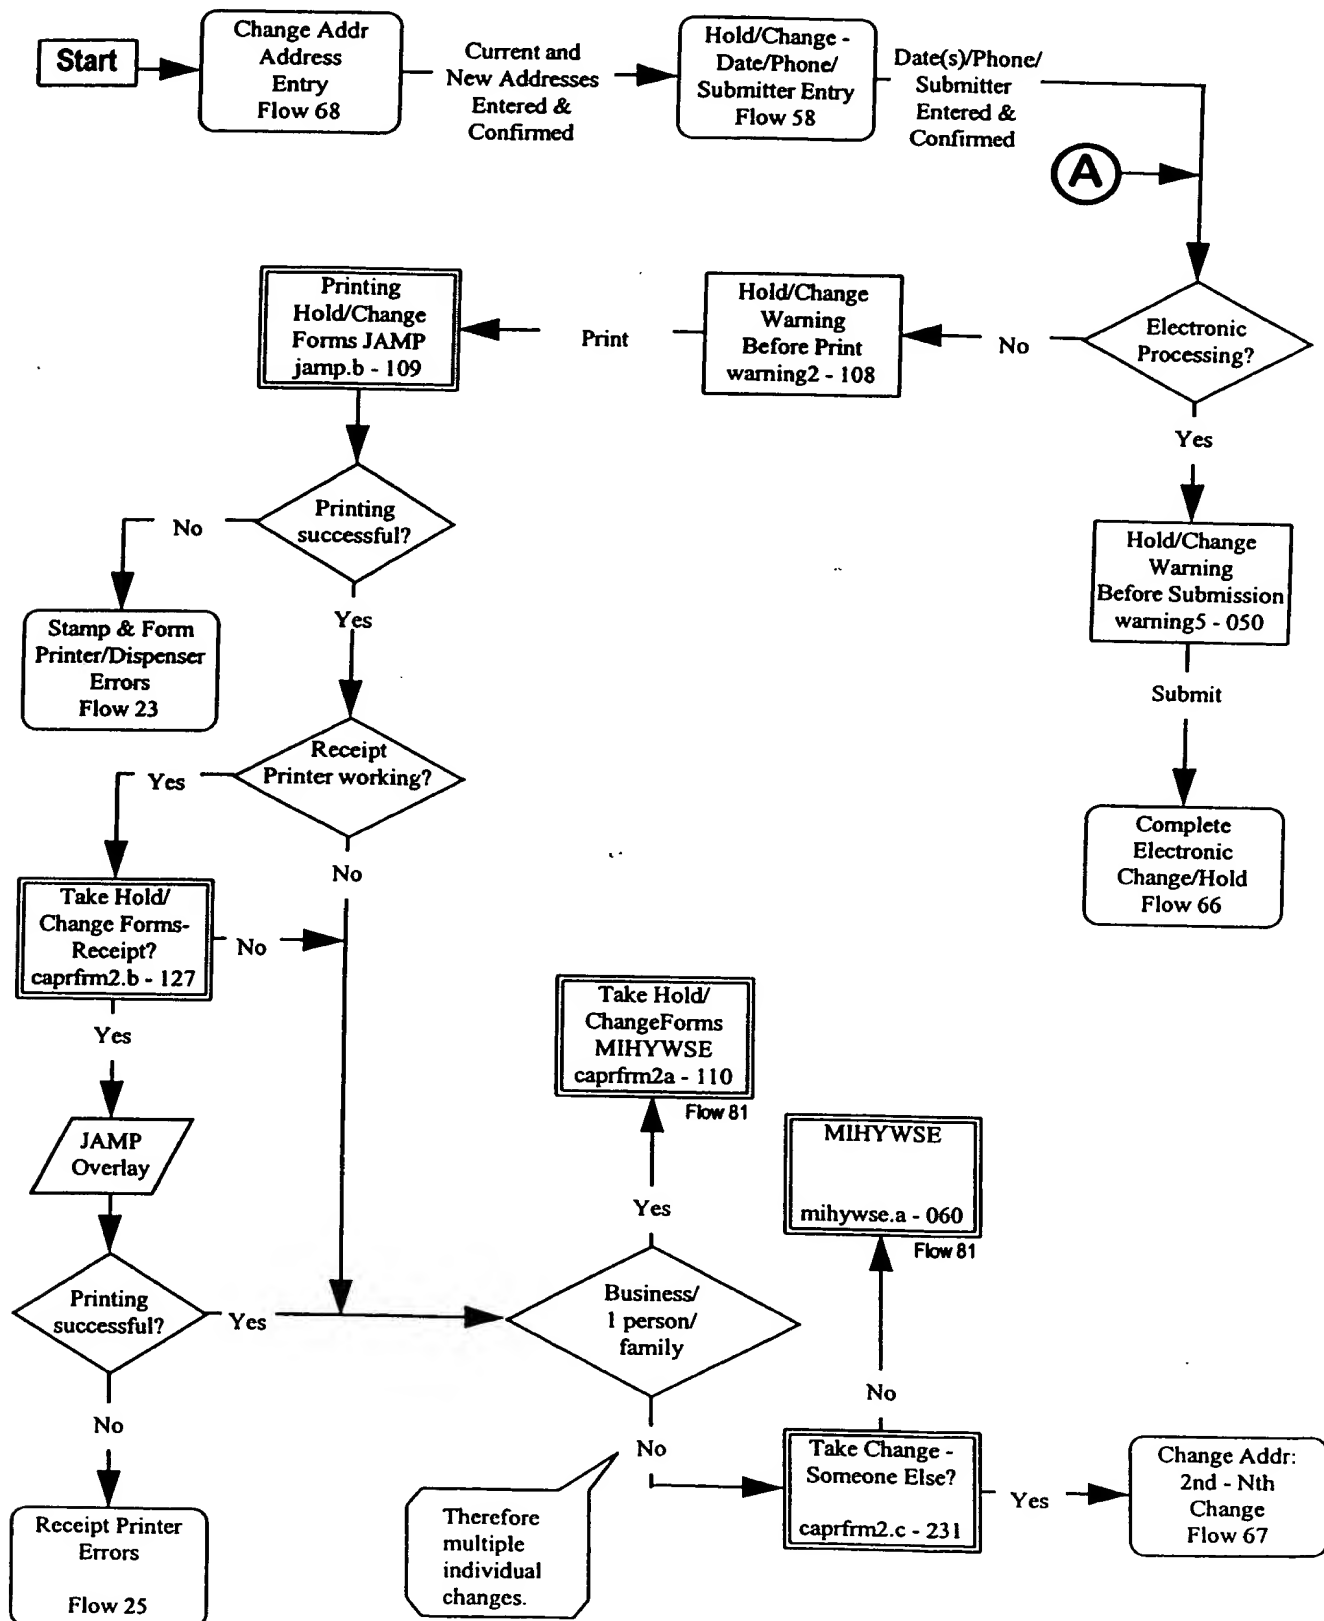 Start
Change Addr
Address
Entry
Flow 68
Current and
New Addresses
Entered &
Confirmed
Hold/Change -
Date/Phone/
Submitter Entry
Flow 58
Date(s)/Phone/
Submitter
Entered &
Confirmed
A
Electronic
Processing?
No
Hold/Change
Warning
Before Print
warning2 - 108
Print
Printing
Hold/Change
Forms JAMP
jamp.b - 109
Yes
Hold/Change
Warning
Before Submission
warning5 - 050
Submit
Complete
Electronic
Change/Hold
Flow 66
Printing
successful?
No
Stamp & Form
Printer/Dispenser
Errors
Flow 23
Yes
Receipt
Printer working?
Yes
No
Take Hold/
Change Forms-
Receipt?
caprfrm2.b - 127
No
Yes
JAMP
Overlay
Printing
successful?
Yes
No
Receipt Printer
Errors
Flow 25
Business/
1 person/
family
Yes
Take Hold/
ChangeForms
MIHYWSE
caprfrm2a - 110
Flow 81
No
Therefore
multiple
individual
changes.
Take Change -
Someone Else?
caprfrm2.c - 231
No
MIHYWSE
mihywse.a - 060
Flow 81
Yes
Change Addr:
2nd - Nth
Change
Flow 67